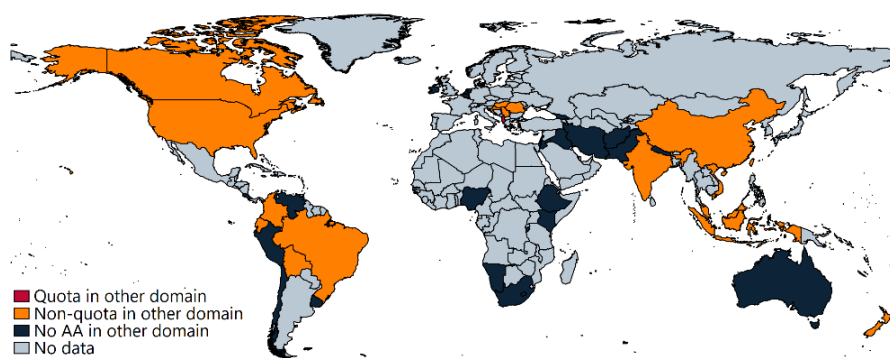 Quota in other domain
Non-quota in other domain
No AA in other domain
No data